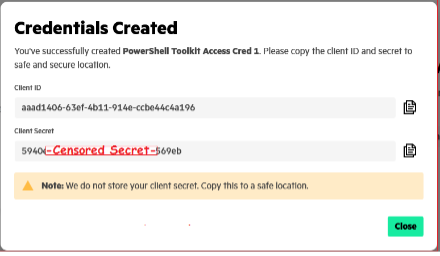 Credentials Created
You've successfully created PowerShell Toolkit Access Cred 1. Please copy the client ID and secret to
safe and secure location.
Client ID
aaad1406-63ef-4b11-914e-ccbe44c4a196
Client Secret
5940-Censored Secret-569eb
Note: We do not store your client secret. Copy this to a safe location.
Close